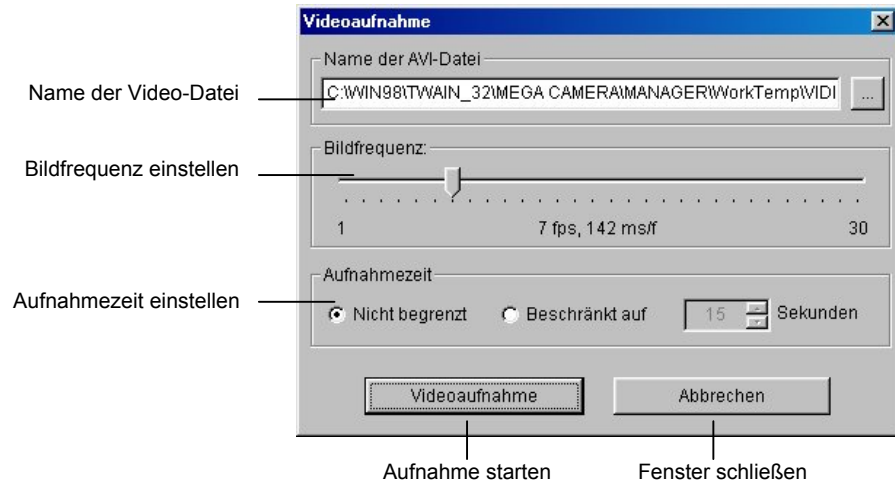 Videoaufnahme
Name der AVI-Datei
Name der Video-Datei
C:\WIN98\TWAIN_32\MEGA CAMERA\MANAGER\WorkTemp\VIDI
...
Bildfrequenz:
Bildfrequenz einstellen
1 7 fps, 142 ms/f 30
Aufnahmezeit
Aufnahmezeit einstellen
Nicht begrenzt Beschränkt auf 15 Sekunden
Videoaufnahme Abbrechen
Aufnahme starten Fenster schließen